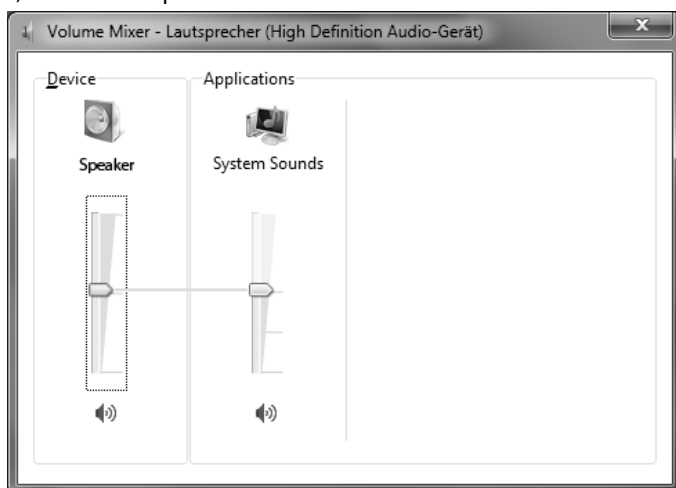 Volume Mixer - Lautsprecher (High Definition Audio-Gerät)
Device
Applications
Speaker
System Sounds